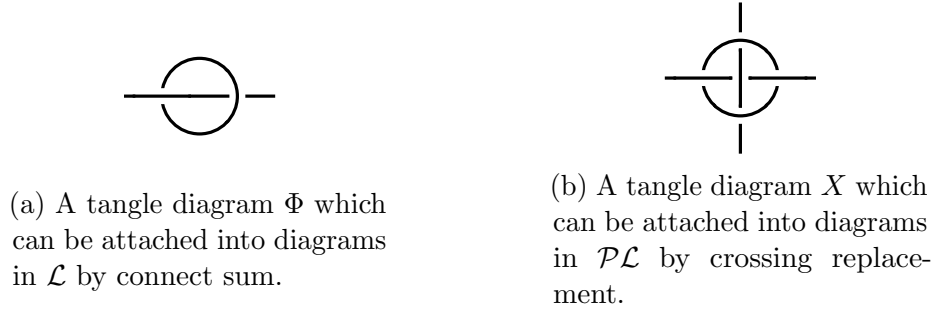 (a) A tangle diagram Φ which
can be attached into diagrams
in ℒ by connect sum.
(b) A tangle diagram X which
can be attached into diagrams
in 𝒫ℒ by crossing replace-
ment.